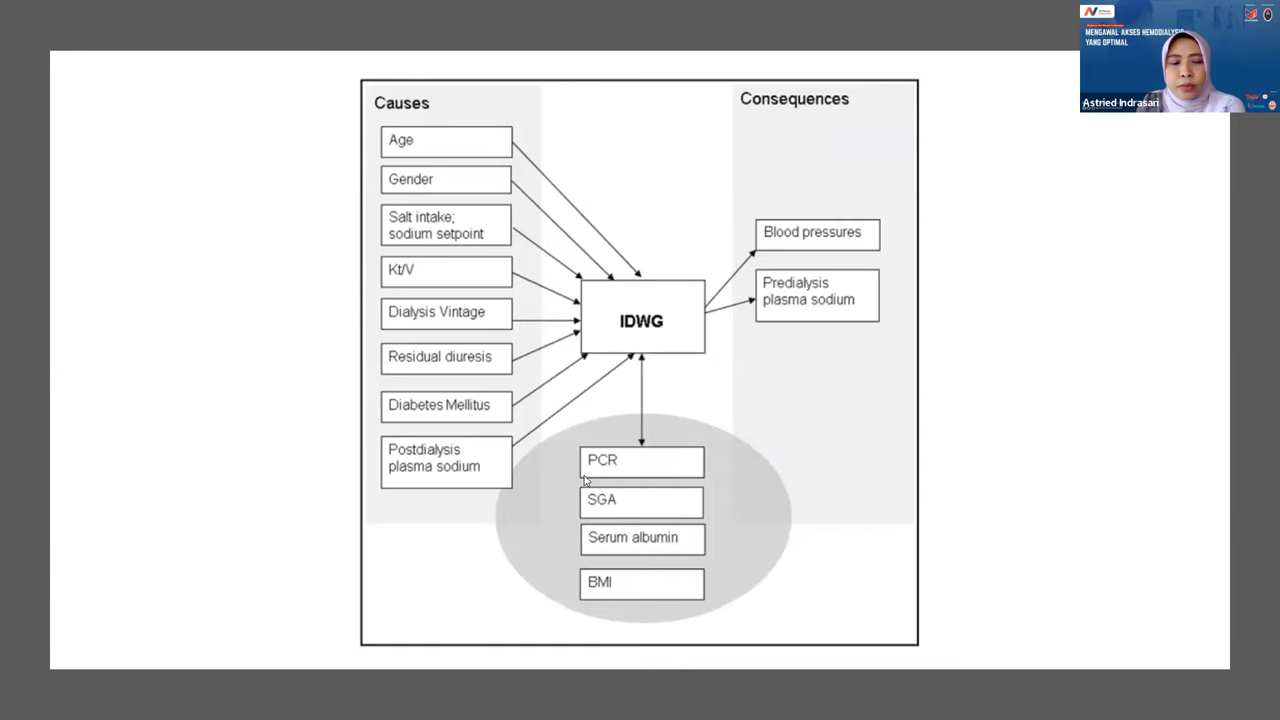 Causes
Age
Gender
Salt intake;
sodium setpoint
Kt/V
Dialysis Vintage
Residual diuresis
Diabetes Mellitus
Postdialysis
plasma sodium
IDWG
Consequences
Blood pressures
Predialysis
plasma sodium
PCR
SGA
Serum albumin
BMI
MENGAWAL AKSES HEMODIALYSIS
YANG OPTIMAL
Astried Indrasari